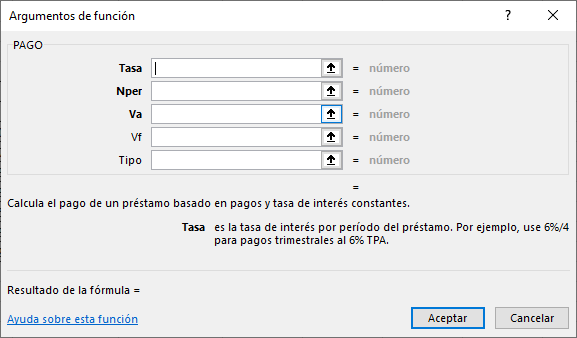 Argumentos de función ? ×
PAGO
Tasa = número
Nper = número
Va = número
Vf = número
Tipo = número
=
Calcula el pago de un préstamo basado en pagos y tasa de interés constantes.
Tasa es la tasa de interés por período del préstamo. Por ejemplo, use 6%/4
para pagos trimestrales al 6% TPA.
Resultado de la fórmula =
Ayuda sobre esta función Aceptar Cancelar